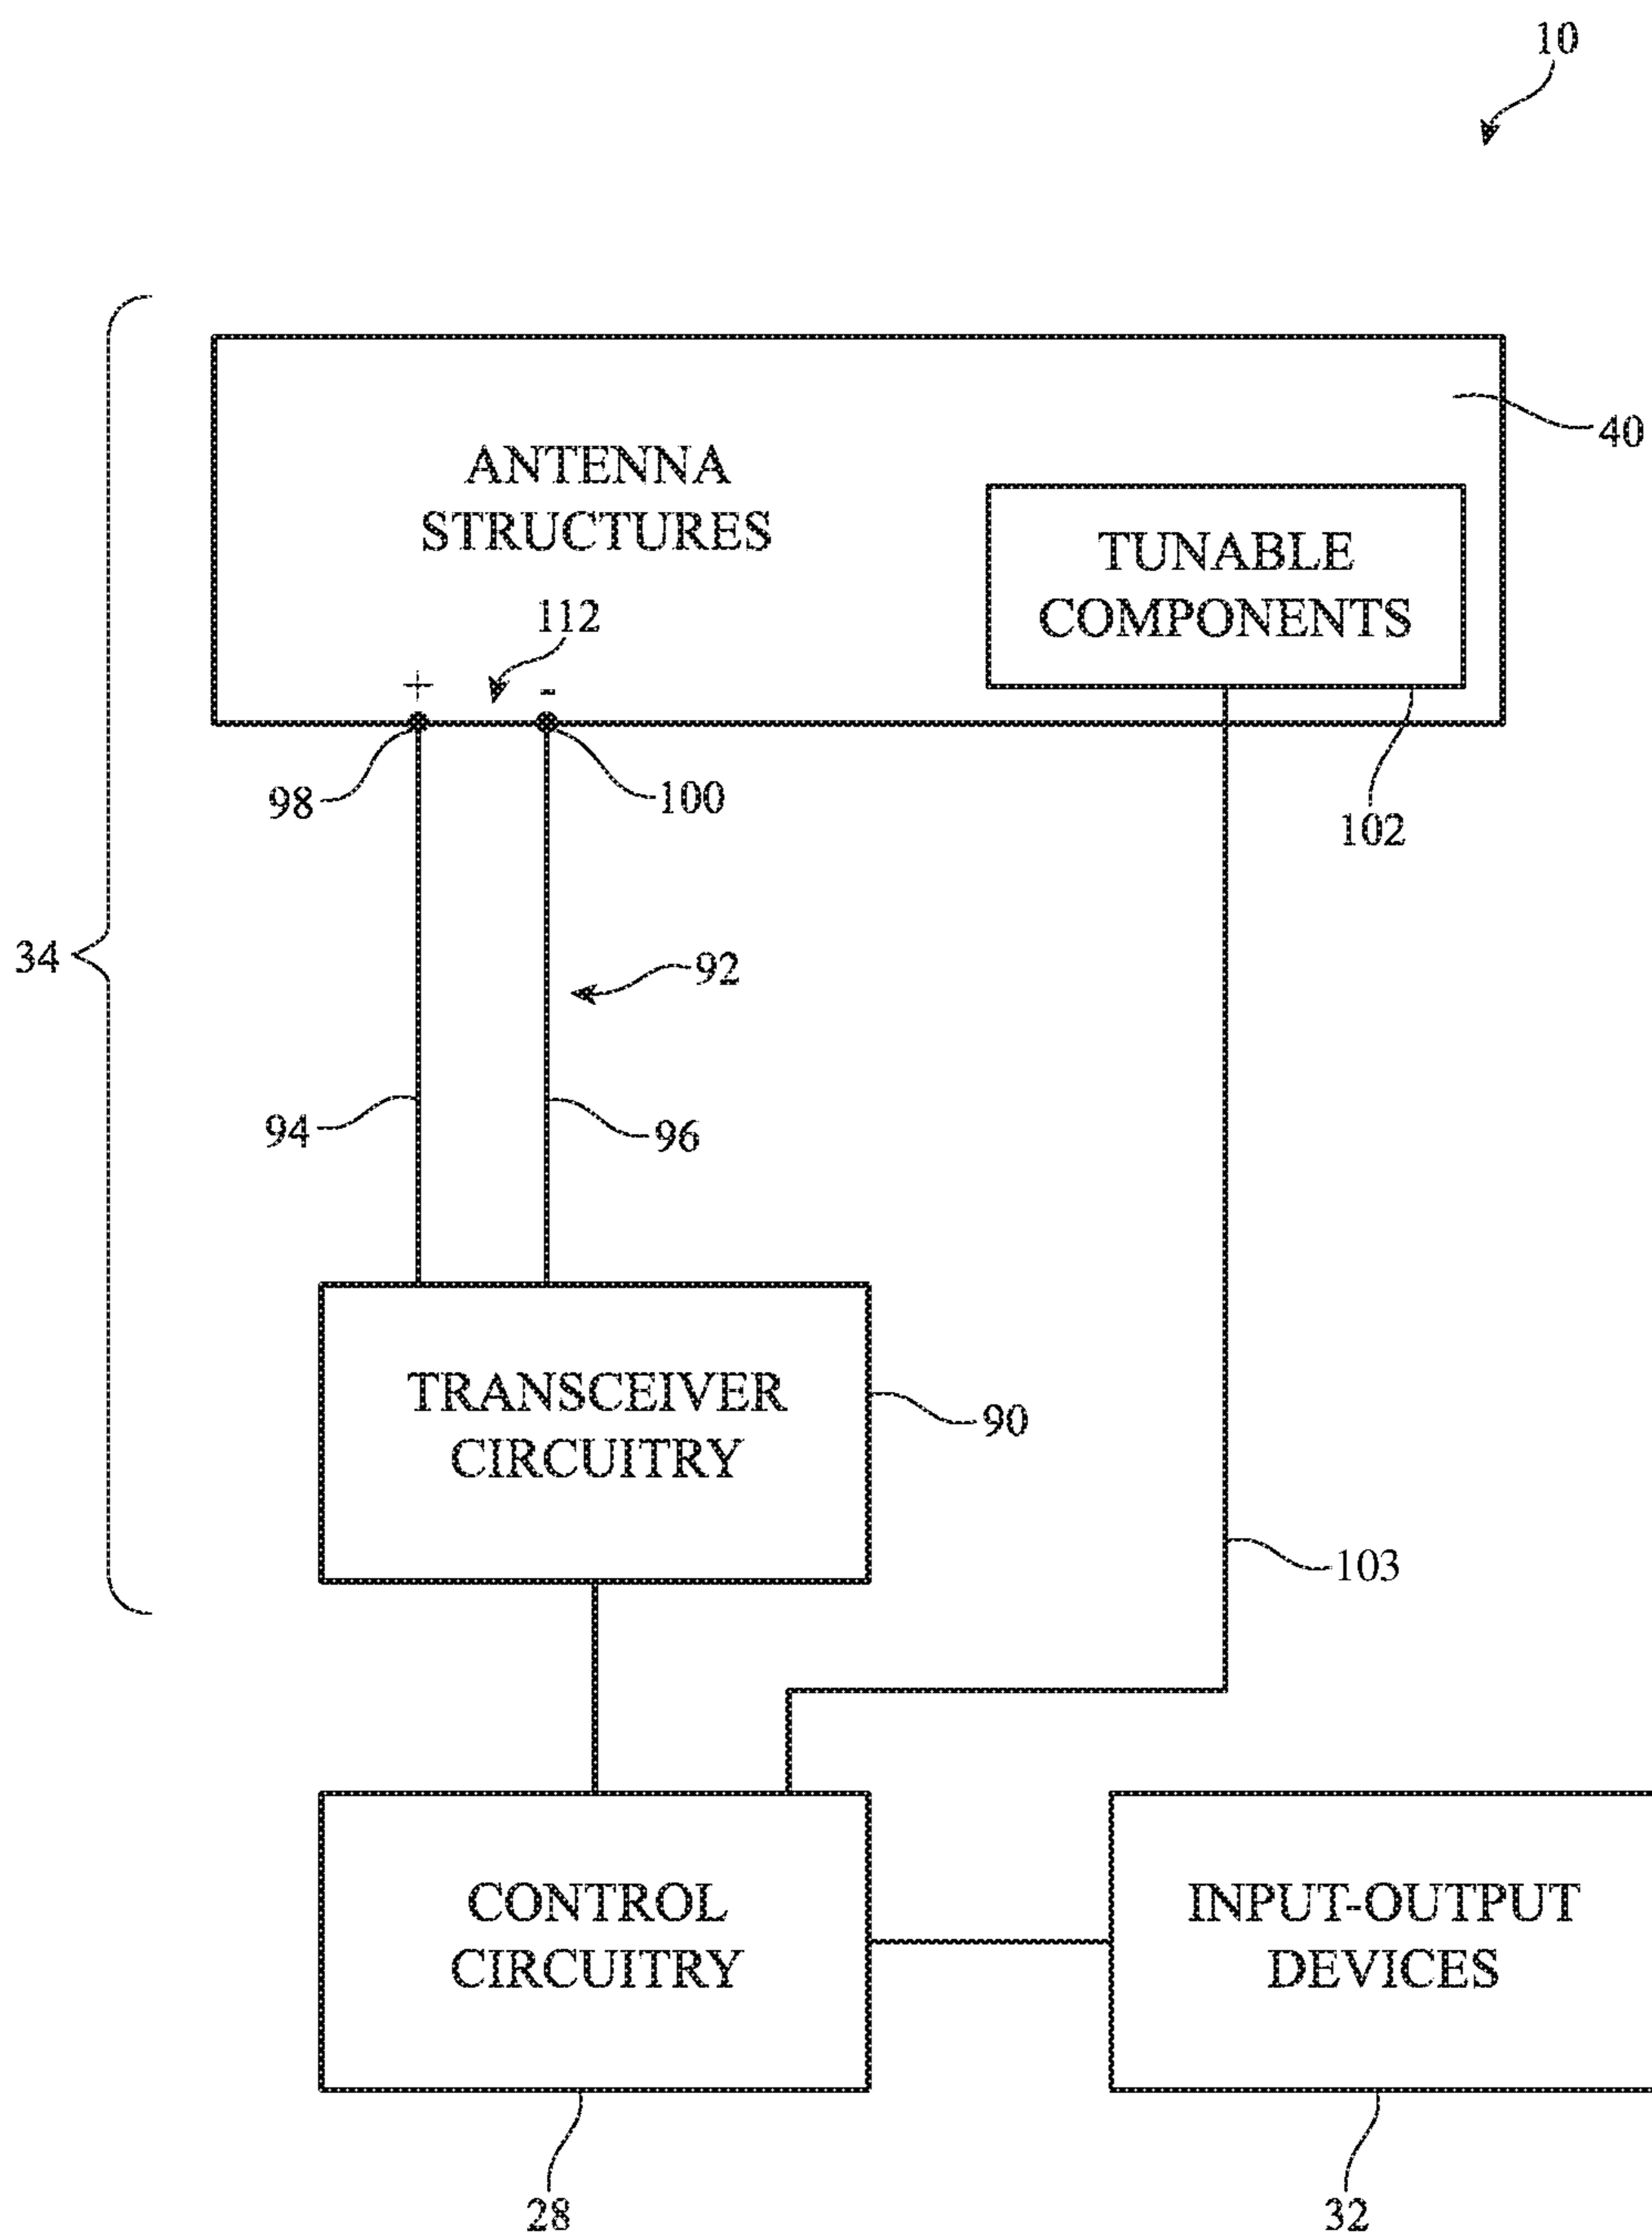 10
40
ANTENNA
STRUCTURES
TUNABLE
COMPONENTS
112
+
-
98
100
102
34
92
94
96
TRANSCEIVER
CIRCUITRY
90
103
CONTROL
CIRCUITRY
INPUT-OUTPUT
DEVICES
28
32